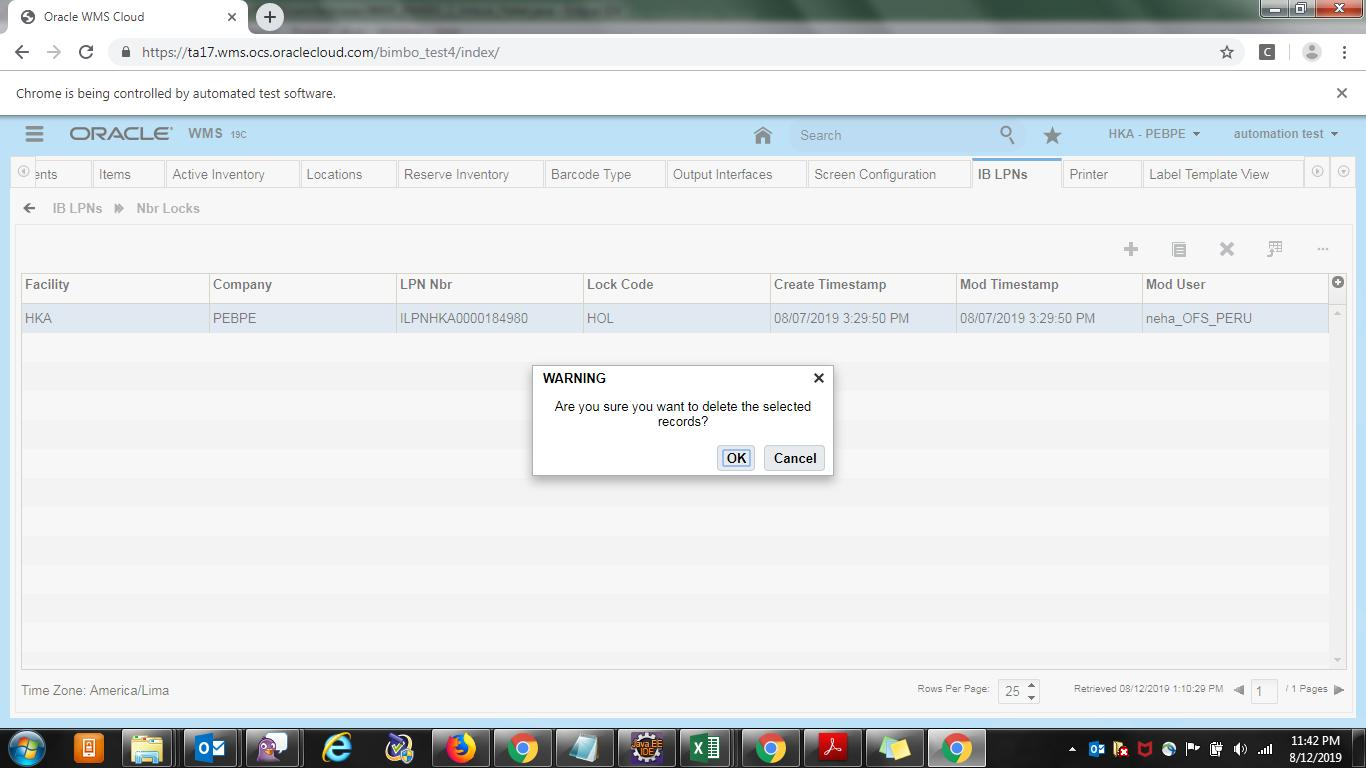 Oracle WMS Cloud
https://ta17.wms.ocs.oraclecloud.com/bimbo_test4/index/
C
Chrome is being controlled by automated test software.
ORACLE WMS 19C
Search
HKA - PEBPE
automation test
ents
Items
Active Inventory
Locations
Reserve Inventory
Barcode Type
Output Interfaces
Screen Configuration
IB LPNs
Printer
Label Template View
IB LPNs
Nbr Locks
Facility Company LPN Nbr Lock Code Create Timestamp Mod Timestamp Mod User
HKA PEBPE ILPNHKA0000184980 HOL 08/07/2019 3:29:50 PM 08/07/2019 3:29:50 PM neha_OFS_PERU
WARNING
Are you sure you want to delete the selected
records?
OK Cancel
Time Zone: America/Lima
Rows Per Page: 25
Retrieved 08/12/2019 1:10:29 PM
1 / 1 Pages
Java EE
IDE
11:42 PM
8/12/2019